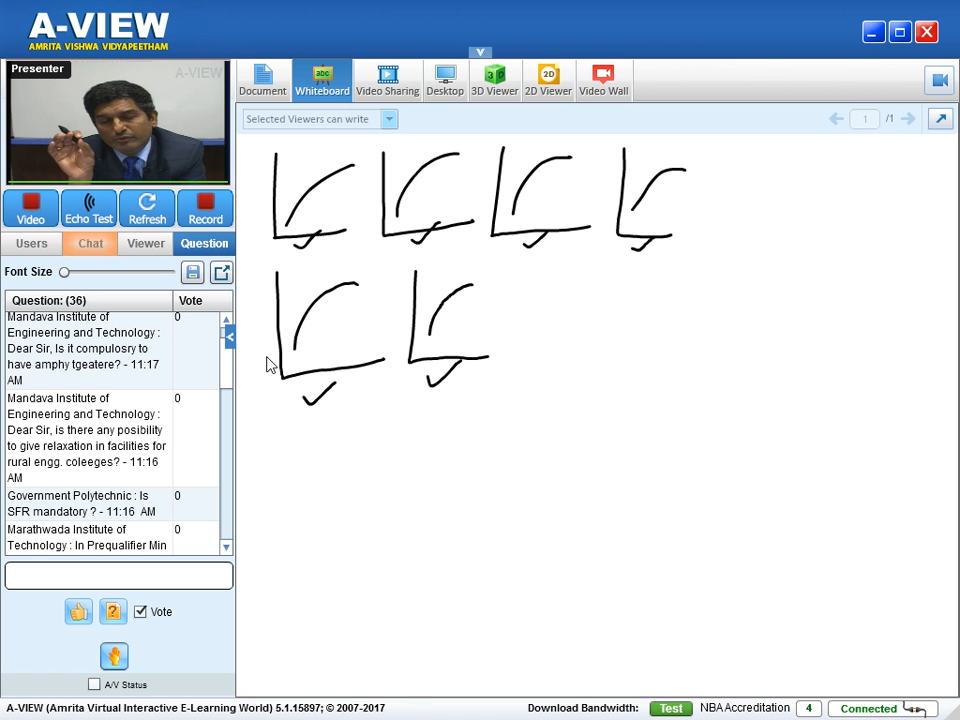 A-VIEW
AMRITA VISHWA VIDYAPEETHAM
Presenter
A-VIEW
Document
abc
Whiteboard
Video Sharing
Desktop
3D
3D Viewer
2D
2D Viewer
Video Wall
Selected Viewers can write
1 /1
Video
Echo Test
Refresh
Record
Users
Chat
Viewer
Question
Font Size
Question: (36) Vote
Mandava Institute of 0
Engineering and Technology :
Dear Sir, Is it compulosry to
have amphy tgeatere? - 11:17
AM
Mandava Institute of 0
Engineering and Technology :
Dear Sir, is there any posibility
to give relaxation in facilities for
rural engg. coleeges? - 11:16
AM
Government Polytechnic : Is 0
SFR mandatory ? - 11:16 AM
Marathwada Institute of 0
Technology : In Prequalifier Min
Vote
A/V Status
A-VIEW (Amrita Virtual Interactive E-Learning World) 5.1.15897; © 2007-2017
Download Bandwidth: Test NBA Accreditation 4 Connected